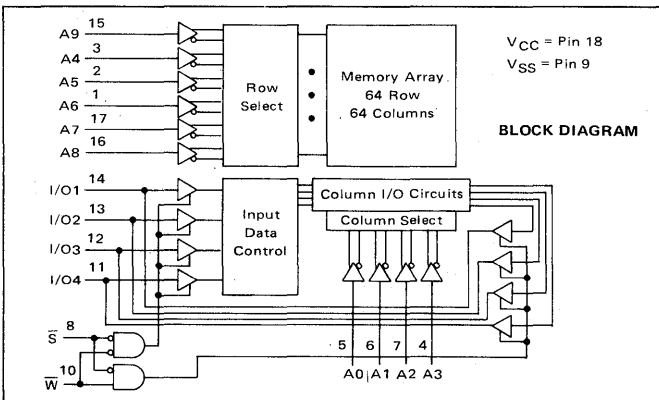 A9 15
A4 3
A5 2
A6 1
A7 17
A8 16
Row
Select
Memory Array
64 Row
64 Columns
VCC = Pin 18
VSS = Pin 9
BLOCK DIAGRAM
I/O1 14
I/O2 13
I/O3 12
I/O4 11
Input
Data
Control
Column I/O Circuits
Column Select
S̅ 8
W̅ 10
5 6 7 4
A0 A1 A2 A3